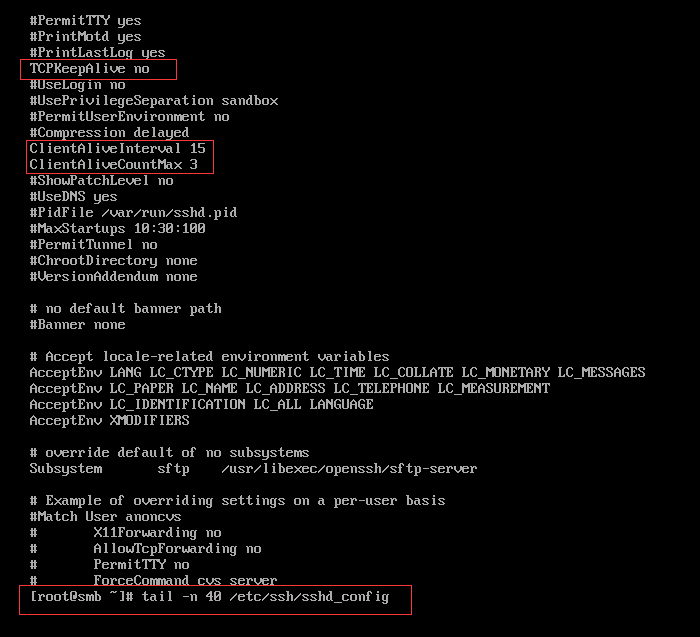 #PermitTTY yes
#PrintMotd yes
#PrintLastLog yes
TCPKeepAlive no
#UseLogin no
#UsePrivilegeSeparation sandbox
#PermitUserEnvironment no
#Compression delayed
ClientAliveInterval 15
ClientAliveCountMax 3
#ShowPatchLevel no
#UseDNS yes
#PidFile /var/run/sshd.pid
#MaxStartups 10:30:100
#PermitTunnel no
#ChrootDirectory none
#VersionAddendum none
# no default banner path
#Banner none
# Accept locale-related environment variables
AcceptEnv LANG LC_CTYPE LC_NUMERIC LC_TIME LC_COLLATE LC_MONETARY LC_MESSAGES
AcceptEnv LC_PAPER LC_NAME LC_ADDRESS LC_TELEPHONE LC_MEASUREMENT
AcceptEnv LC_IDENTIFICATION LC_ALL LANGUAGE
AcceptEnv XMODIFIERS
# override default of no subsystems
Subsystem       sftp    /usr/libexec/openssh/sftp-server
# Example of overriding settings on a per-user basis
#Match User anoncvs
#       X11Forwarding no
#       AllowTcpForwarding no
#       PermitTTY no
#       ForceCommand cvs server
[root@smb ~]# tail -n 40 /etc/ssh/sshd_config